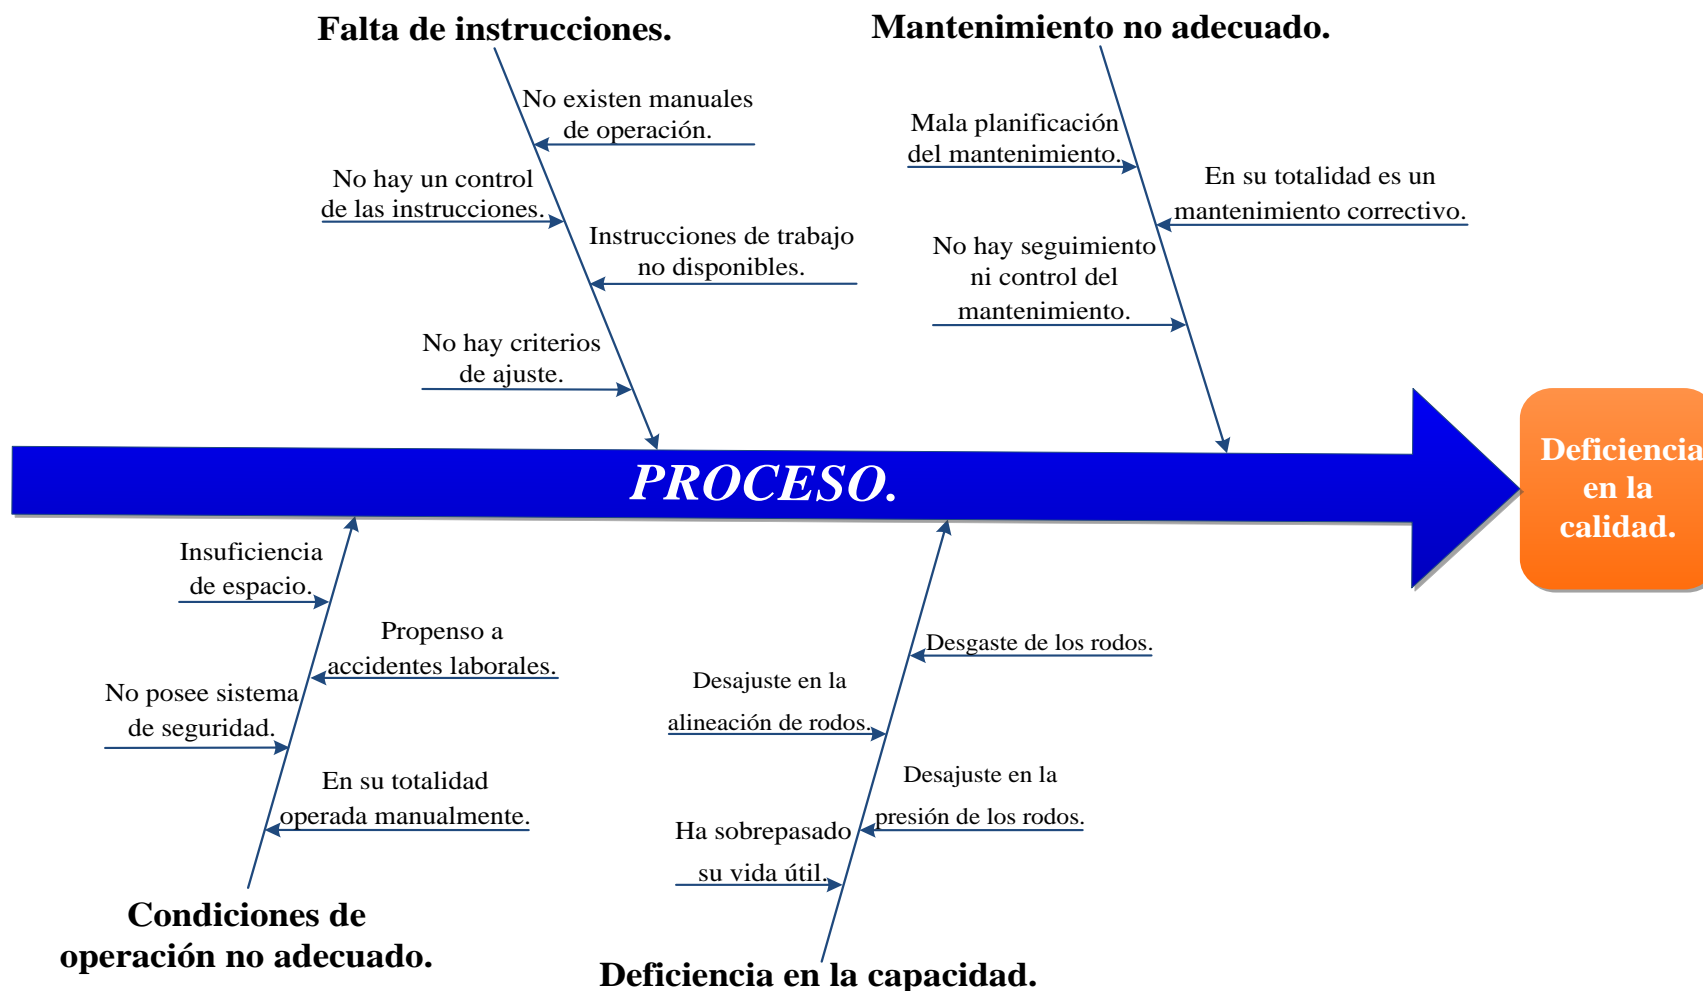 Falta de instrucciones.
Mantenimiento no adecuado.
No existen manuales
de operación.
No hay un control
de las instrucciones.
Instrucciones de trabajo
no disponibles.
No hay criterios
de ajuste.
Mala planificación
del mantenimiento.
En su totalidad es un
mantenimiento correctivo.
No hay seguimiento
ni control del
mantenimiento.
PROCESO.
Deficiencia
en la
calidad.
Insuficiencia
de espacio.
Propenso a
accidentes laborales.
No posee sistema
de seguridad.
En su totalidad
operada manualmente.
Condiciones de
operación no adecuado.
Desgaste de los rodos.
Desajuste en la
alineación de rodos.
Desajuste en la
presión de los rodos.
Ha sobrepasado
su vida útil.
Deficiencia en la capacidad.